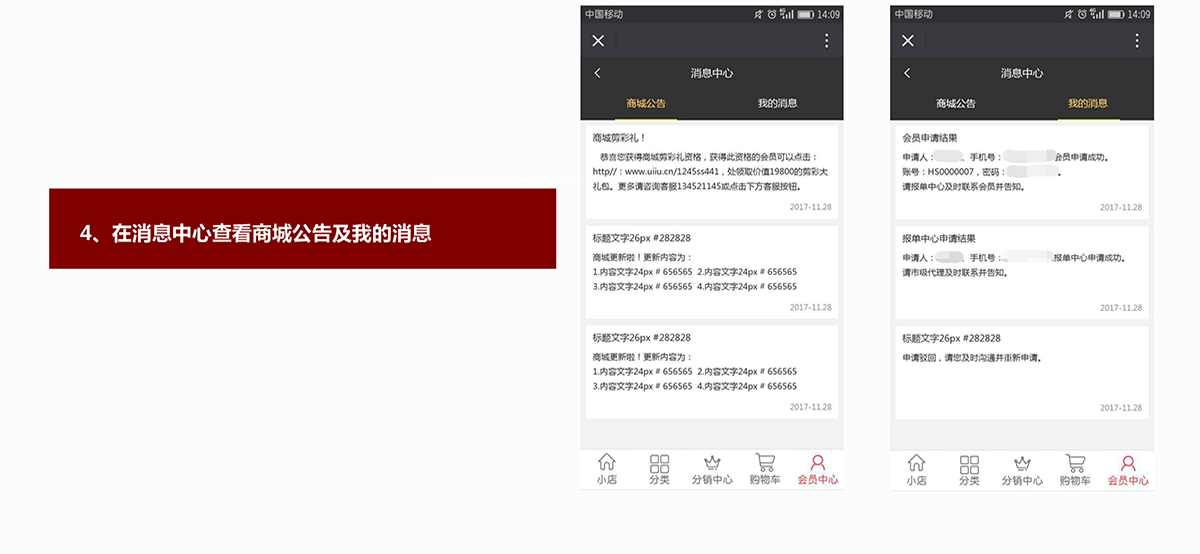 4、在消息中心查看商城公告及我的消息
中国移动 4G 14:09
消息中心
商城公告 我的消息
商城剪彩礼！
恭喜您获得商城剪彩礼资格，获得此资格的会员可以点击：
http//：www.uiiu.cn/1245ss441，处领取价值19800的剪彩大
礼包。更多请咨询客服134521145或点击下方客服按钮。
2017-11.28
标题文字26px #282828
商城更新啦！更新内容为：
1.内容文字24px # 656565 2.内容文字24px # 656565
3.内容文字24px # 656565 4.内容文字24px # 656565
2017-11.28
标题文字26px #282828
商城更新啦！更新内容为：
1.内容文字24px # 656565 2.内容文字24px # 656565
3.内容文字24px # 656565 4.内容文字24px # 656565
2017-11.28
小店 分类 分销中心 购物车 会员中心
中国移动 4G 14:09
消息中心
商城公告 我的消息
会员申请结果
申请人： 、手机号： 会员申请成功。
账号：HS0000007，密码： 。
请报单中心及时联系会员并告知。
2017-11.28
报单中心申请结果
申请人： 、手机号： 报单中心申请成功。
请市级代理及时联系并告知。
2017-11.28
标题文字26px #282828
申请驳回，请您及时沟通并重新申请。
2017-11.28
小店 分类 分销中心 购物车 会员中心